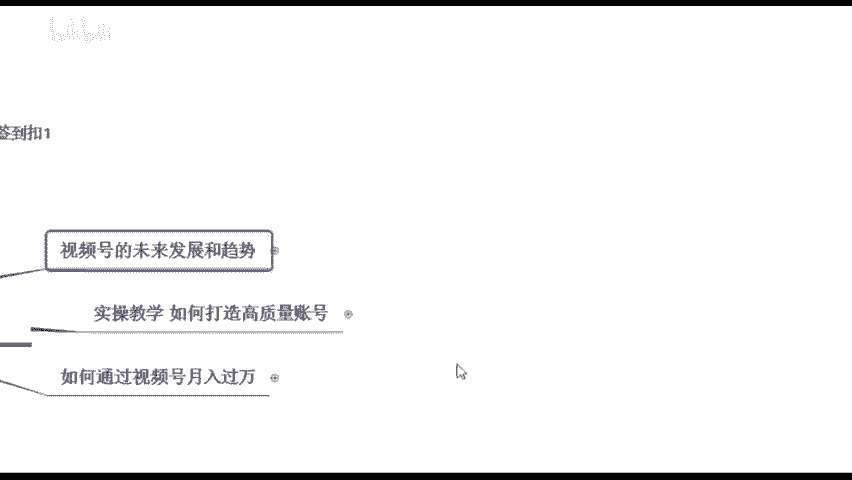 bilibili
签到扣1
视频号的未来发展和趋势
实操教学 如何打造高质量账号
如何通过视频号月入过万